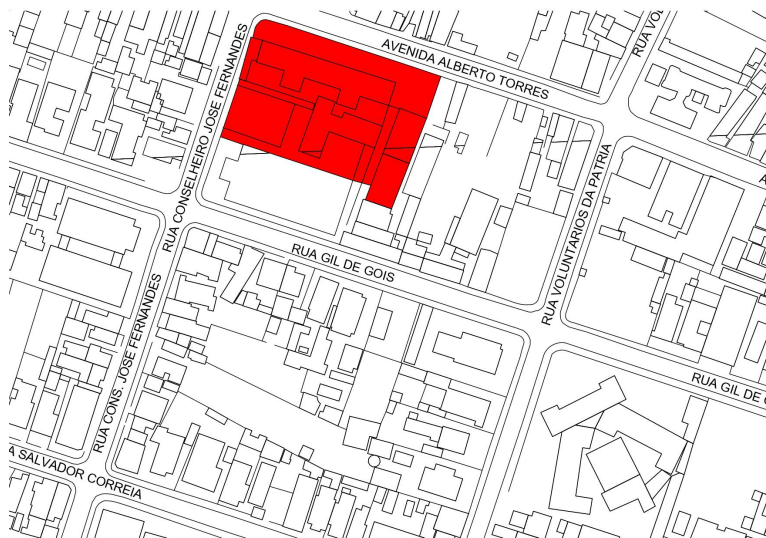 AVENIDA ALBERTO TORRES
RUA CONSELHEIRO JOSE FERNANDES
RUA VOL
RUA VOLUNTARIOS DA PATRIA
RUA GIL DE GOIS
RUA CONS. JOSE FERNANDES
RUA GIL DE G
A SALVADOR CORREIA